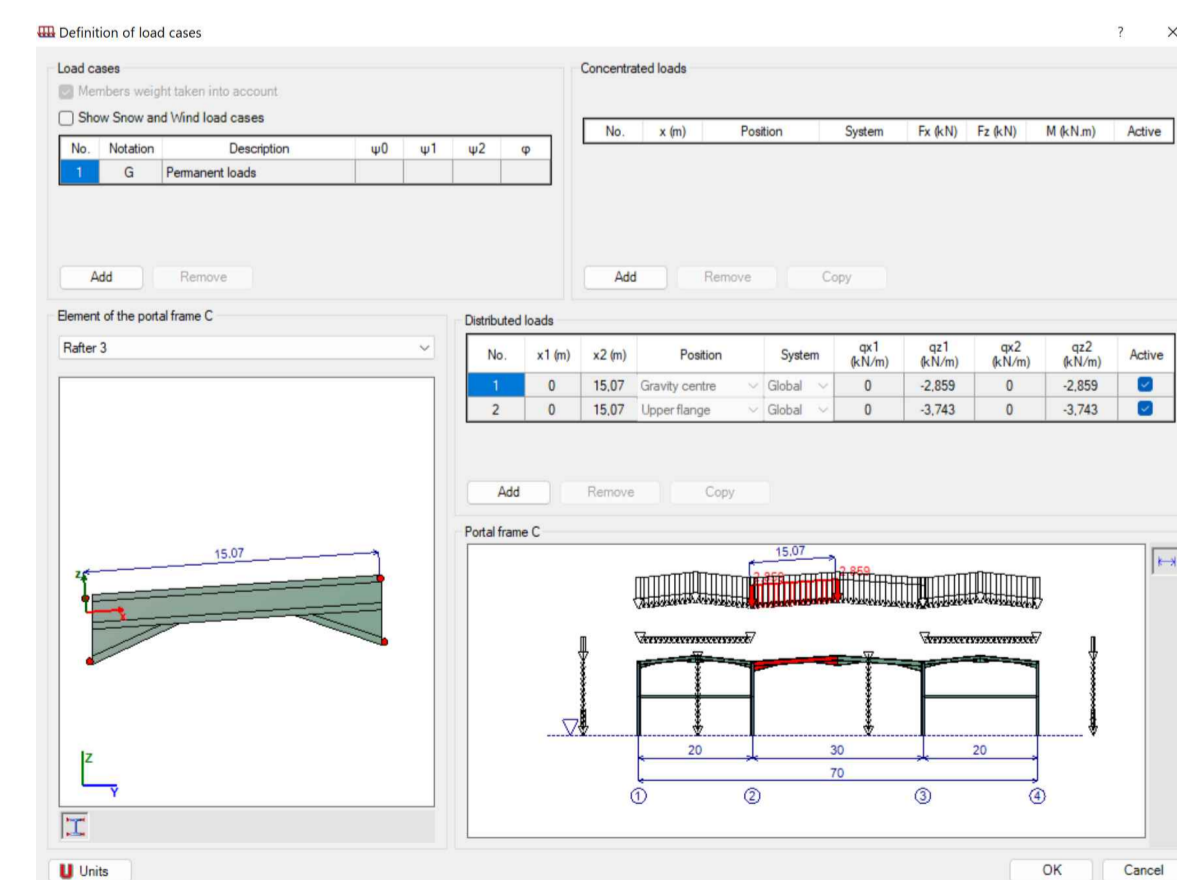 Definition of load cases ?
Load cases
Members weight taken into account
Show Snow and Wind load cases
No. Notation Description ψ0 ψ1 ψ2 φ
1 G Permanent loads
Add Remove
Concentrated loads
No. x (m) Position System Fx (kN) Fz (kN) M (kN.m) Active
Add Remove Copy
Element of the portal frame C
Rafter 3
15.07
z
x
Z
Y
Distributed loads
No. x1 (m) x2 (m) Position System qx1 (kN/m) qz1 (kN/m) qx2 (kN/m) qz2 (kN/m) Active
1 0 15,07 Gravity centre Global 0 -2,859 0 -2,859
2 0 15,07 Upper flange Global 0 -3,743 0 -3,743
Add Remove Copy
Portal frame C
15.07
2.859 2.859
20 30 20
70
1 2 3 4
Units OK Cancel